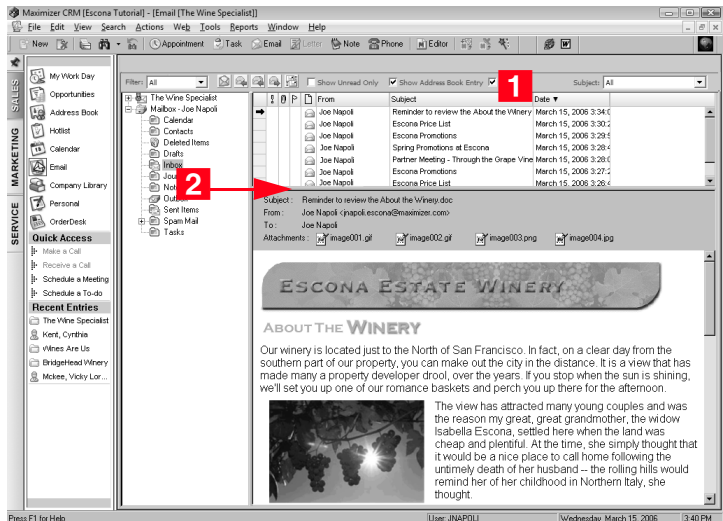 Maximizer CRM [Escona Tutorial] - [Email [The Wine Specialist]]
File Edit View Search Actions Web Tools Reports Window Help
New Appointment Task Email Letter Note Phone Editor
Filter: All Show Unread Only Show Address Book Entry Subject: All
1
SALES
MARKETING
SERVICE
My Work Day
Opportunities
Address Book
Hotlist
Calendar
Email
Company Library
Personal
OrderDesk
Quick Access
Make a Call
Receive a Call
Schedule a Meeting
Schedule a To-do
Recent Entries
The Wine Specialist
Kent, Cynthia
Wines Are Us
BridgeHead Winery
Mckee, Vicky Lor...
The Wine Specialist
Mailbox - Joe Napoli
Calendar
Contacts
Deleted Items
Drafts
Inbox
Jou
Not
Out
Sent Items
Spam Mail
Tasks
2
From Subject Date
Joe Napoli Reminder to review the About the Winery March 15, 2006 3:34:0
Joe Napoli Escona Price List March 15, 2006 3:30:2
Joe Napoli Escona Promotions March 15, 2006 3:29:5
Joe Napoli Spring Promotions at Escona March 15, 2006 3:28:4
Joe Napoli Partner Meeting - Through the Grape Vine March 15, 2006 3:28:0
Joe Napoli Escona Promotions March 15, 2006 3:27:2
Joe Napoli Escona Price List March 15, 2006 3:26:4
Subject: Reminder to review the About the Winery.doc
From: Joe Napoli <jnapoli.escona@maximizer.com>
To: Joe Napoli
Attachments: image001.gif image002.gif image003.png image004.jpg
ESCONA ESTATE WINERY
ABOUT THE WINERY
Our winery is located just to the North of San Francisco. In fact, on a clear day from the
southern part of our property, you can make out the city in the distance. It is a view that has
made many a property developer drool, over the years. If you stop when the sun is shining,
we'll set you up one of our romance baskets and perch you up there for the afternoon.
The view has attracted many young couples and was
the reason my great, great grandmother, the widow
Isabella Escona, settled here when the land was
cheap and plentiful. At the time, she simply thought that
it would be a nice place to call home following the
untimely death of her husband -- the rolling hills would
remind her of her childhood in Northern Italy, she
thought.
Press F1 for Help User: JNAPOLI Wednesday, March 15, 2006 3:40 PM